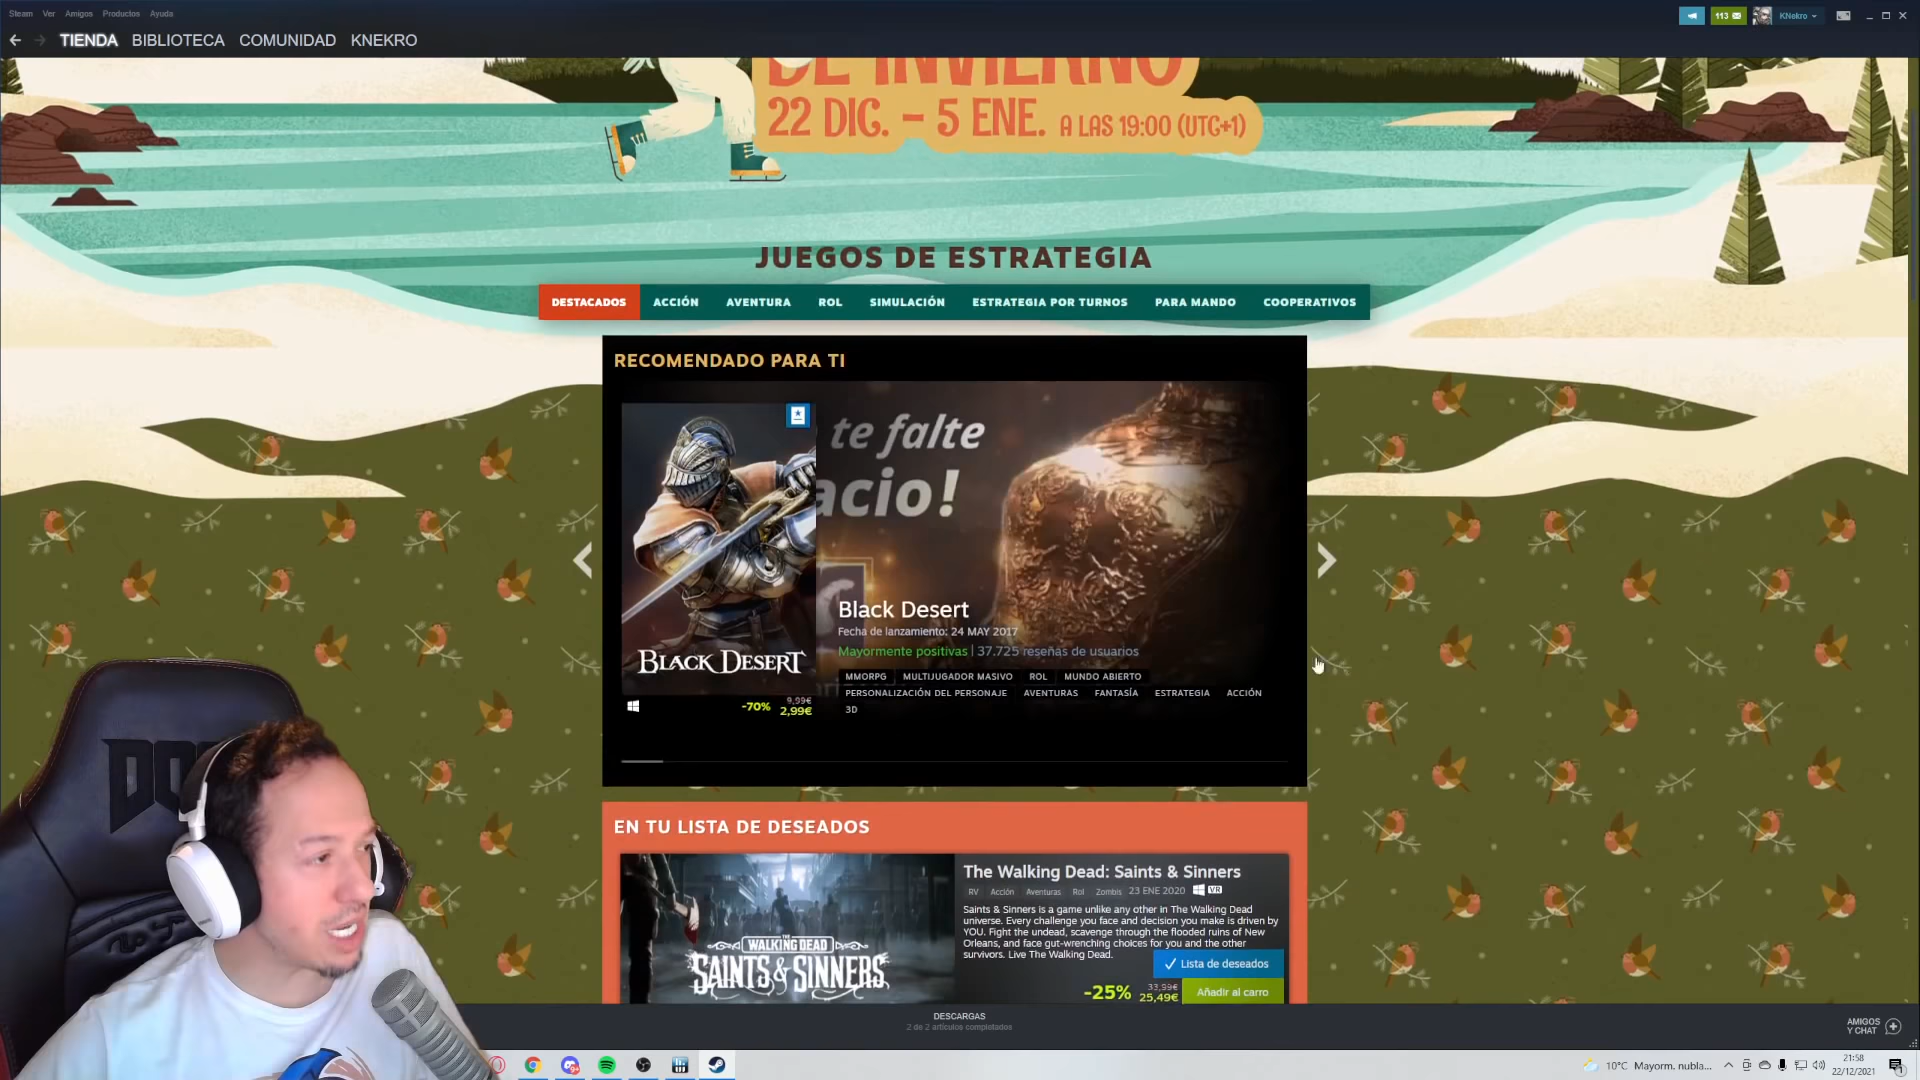 Steam Ver Amigos Productos Ayuda
113
KNekro
TIENDA BIBLIOTECA COMUNIDAD KNEKRO
DE INVIERNO
22 DIC. - 5 ENE. A LAS 19:00 (UTC+1)
JUEGOS DE ESTRATEGIA
DESTACADOS ACCIÓN AVENTURA ROL SIMULACIÓN ESTRATEGIA POR TURNOS PARA MANDO COOPERATIVOS
RECOMENDADO PARA TI
te falte
acio!
BLACK DESERT
Black Desert
Fecha de lanzamiento: 24 MAY 2017
Mayormente positivas | 37.725 reseñas de usuarios
MMORPG MULTIJUGADOR MASIVO ROL MUNDO ABIERTO
PERSONALIZACIÓN DEL PERSONAJE AVENTURAS FANTASÍA ESTRATEGIA ACCIÓN
3D
-70% 9,99€
2,99€
EN TU LISTA DE DESEADOS
THE
WALKING DEAD
SAINTS & SINNERS
The Walking Dead: Saints & Sinners
RV Acción Aventuras Rol Zombis 23 ENE 2020 VR
Saints & Sinners is a game unlike any other in The Walking Dead
universe. Every challenge you face and decision you make is driven by
YOU. Fight the undead, scavenge through the flooded ruins of New
Orleans, and face gut-wrenching choices for you and the other
survivors. Live The Walking Dead.
Lista de deseados
-25% 33,99€
25,49€
Añadir al carro
DESCARGAS
2 de 2 artículos completados
AMIGOS
Y CHAT
10°C Mayorm. nubla...
21:58
22/12/2021